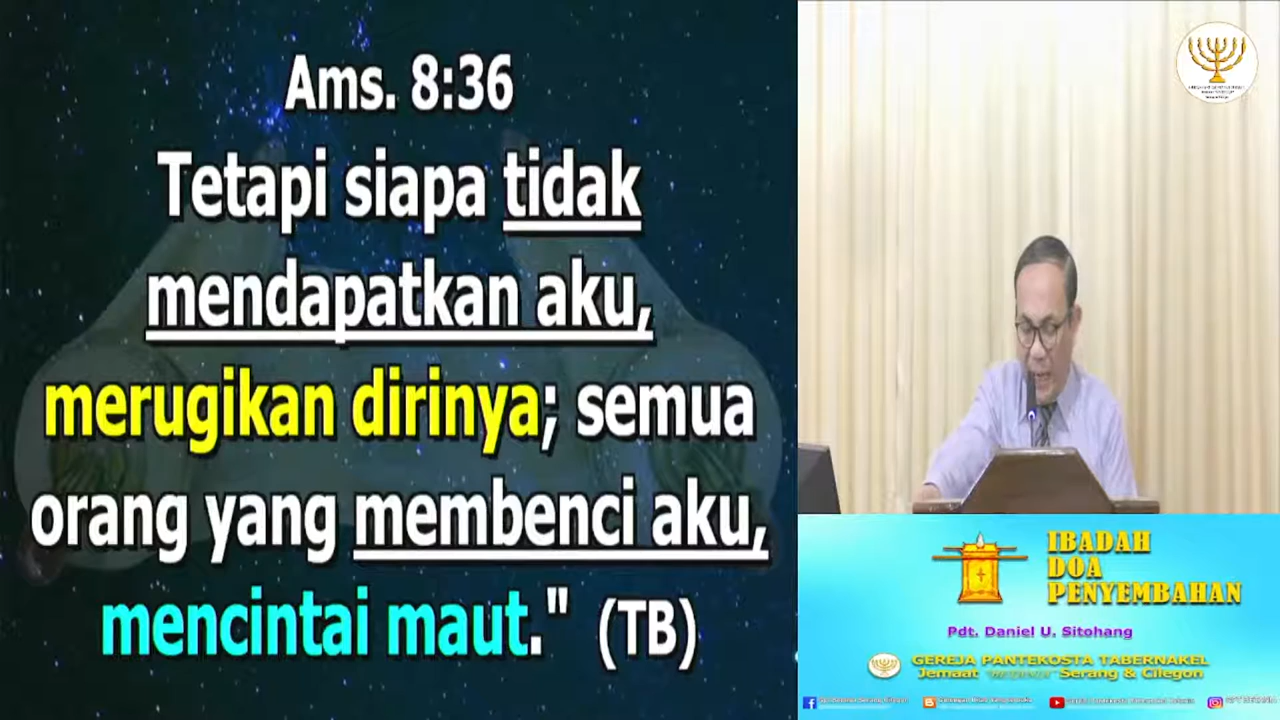 Ams. 8:36
Tetapi siapa tidak
mendapatkan aku,
merugikan dirinya; semua
orang yang membenci aku,
mencintai maut." (TB)
IBADAH
DOA
PENYEMBAHAN
Pdt. Daniel U. Sitohang
GEREJA PANTEKOSTA TABERNAKEL
Jemaat Serang & Cilegon